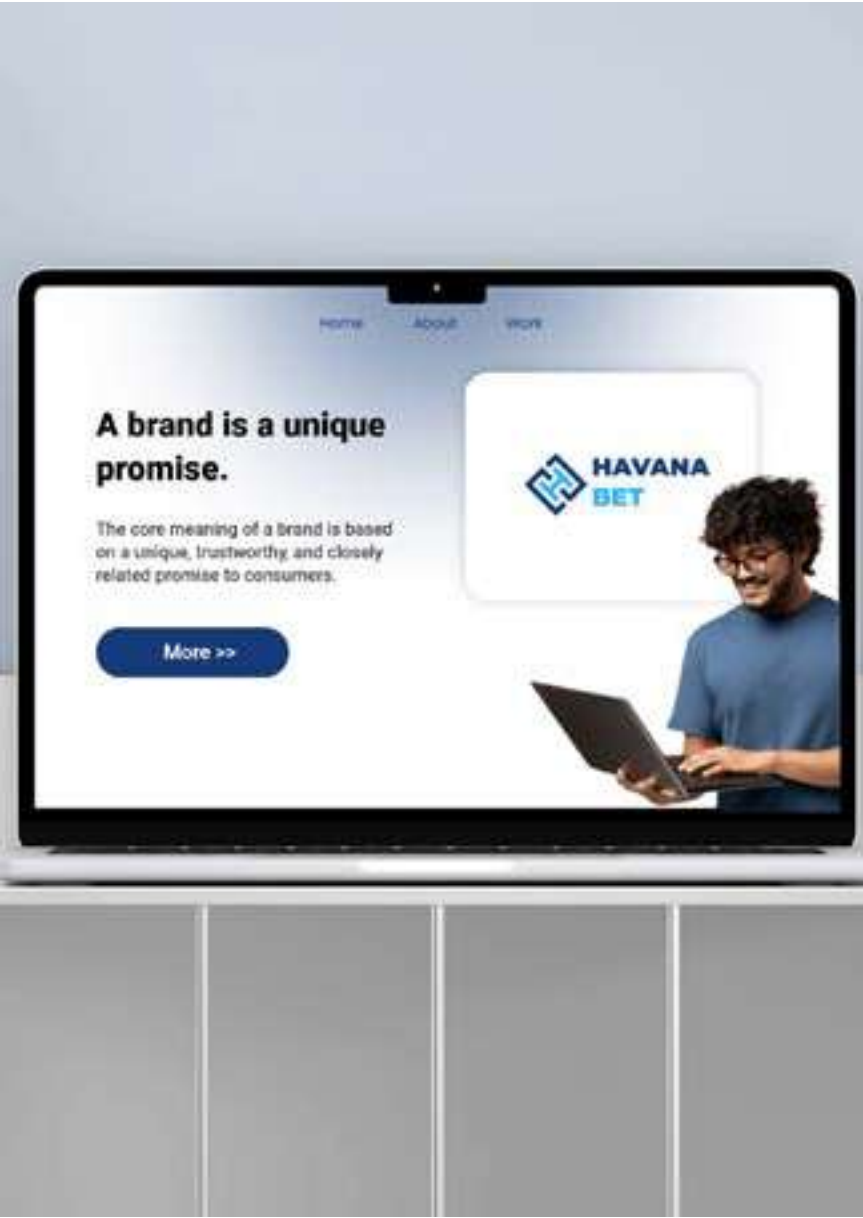 Home About Work
A brand is a unique
promise.
The core meaning of a brand is based
on a unique, trustworthy, and closely
related promise to consumers.
More >>
HAVANA
BET